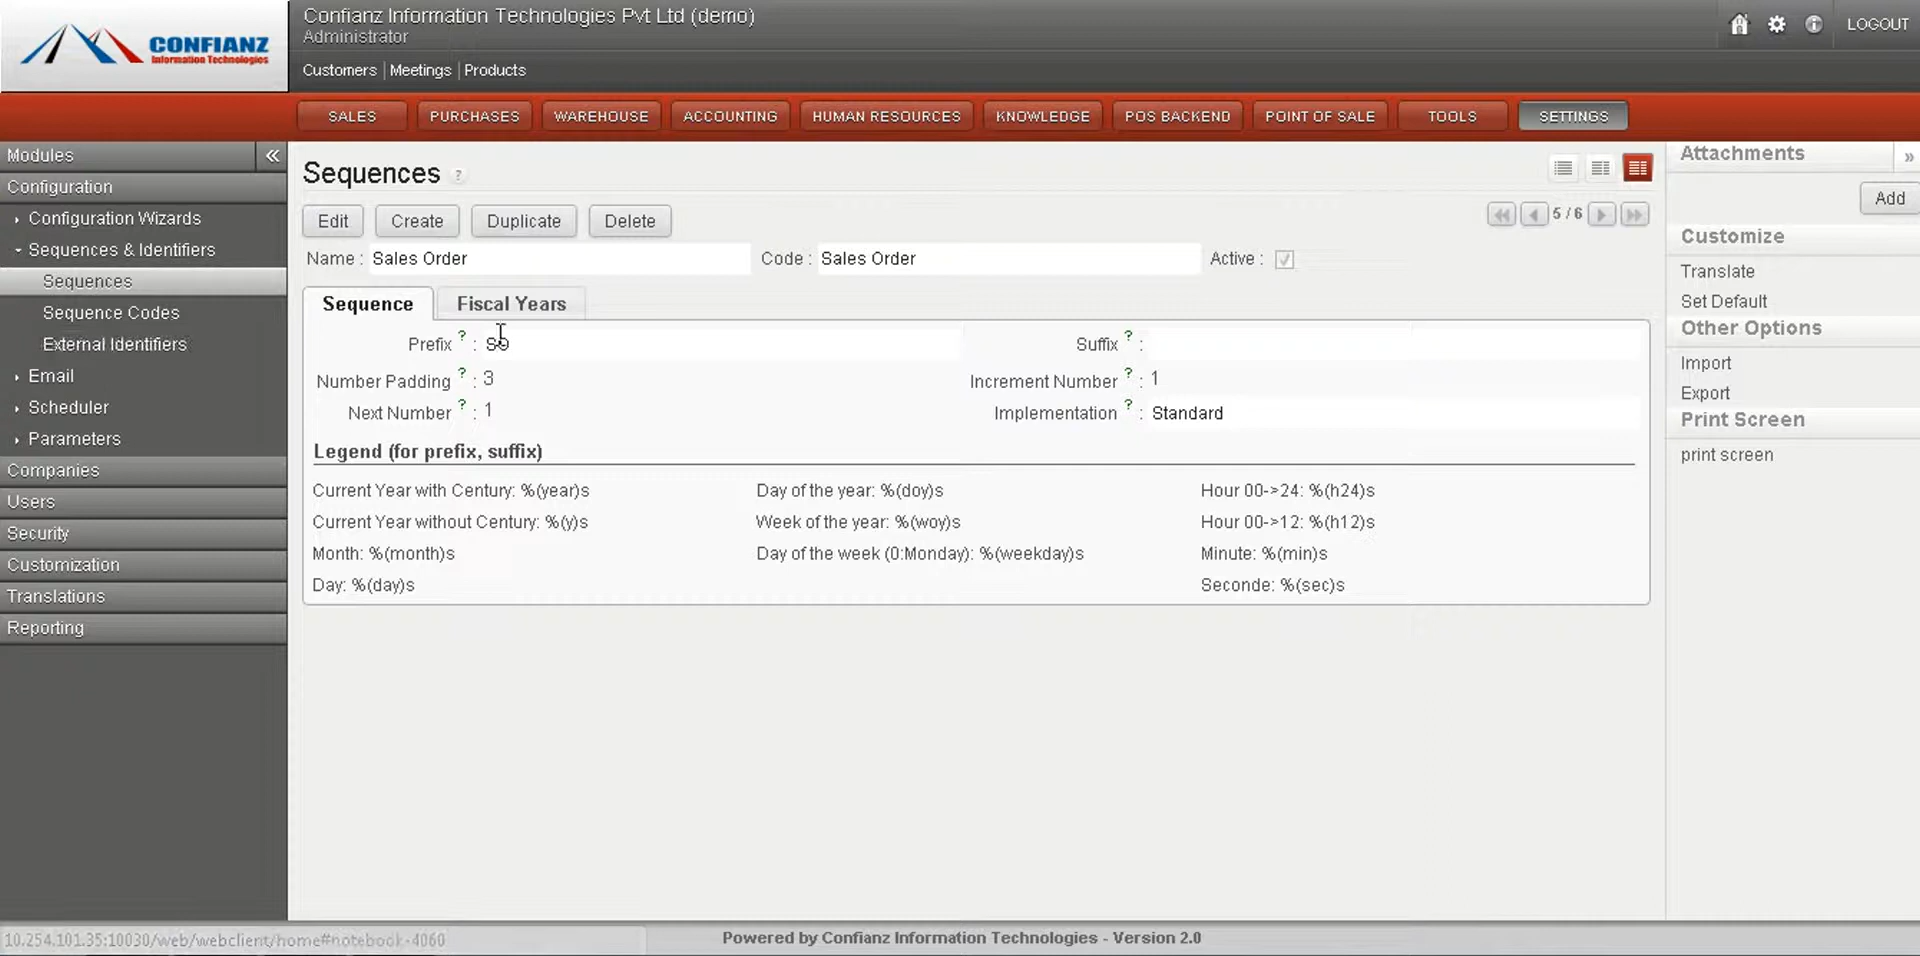 Confianz Information Technologies Pvt Ltd (demo)
Administrator
CONFIANZ
Information Technologies
Customers | Meetings | Products
LOGOUT
SALES PURCHASES WAREHOUSE ACCOUNTING HUMAN RESOURCES KNOWLEDGE POS BACKEND POINT OF SALE TOOLS SETTINGS
Modules «
Configuration
Configuration Wizards
Sequences & Identifiers
Sequences
Sequence Codes
External Identifiers
Email
Scheduler
Parameters
Companies
Users
Security
Customization
Translations
Reporting
Sequences ?
Edit Create Duplicate Delete
5 / 6
Name : Sales Order Code : Sales Order Active :
Sequence Fiscal Years
Prefix ? : SO Suffix ? :
Number Padding ? : 3 Increment Number ? : 1
Next Number ? : 1 Implementation ? : Standard
Legend (for prefix, suffix)
Current Year with Century: %(year)s Day of the year: %(doy)s Hour 00->24: %(h24)s
Current Year without Century: %(y)s Week of the year: %(woy)s Hour 00->12: %(h12)s
Month: %(month)s Day of the week (0:Monday): %(weekday)s Minute: %(min)s
Day: %(day)s Seconde: %(sec)s
Attachments »
Add
Customize
Translate
Set Default
Other Options
Import
Export
Print Screen
print screen
10.254.101.35:10030/web/webclient/home#notebook-4060
Powered by Confianz Information Technologies - Version 2.0